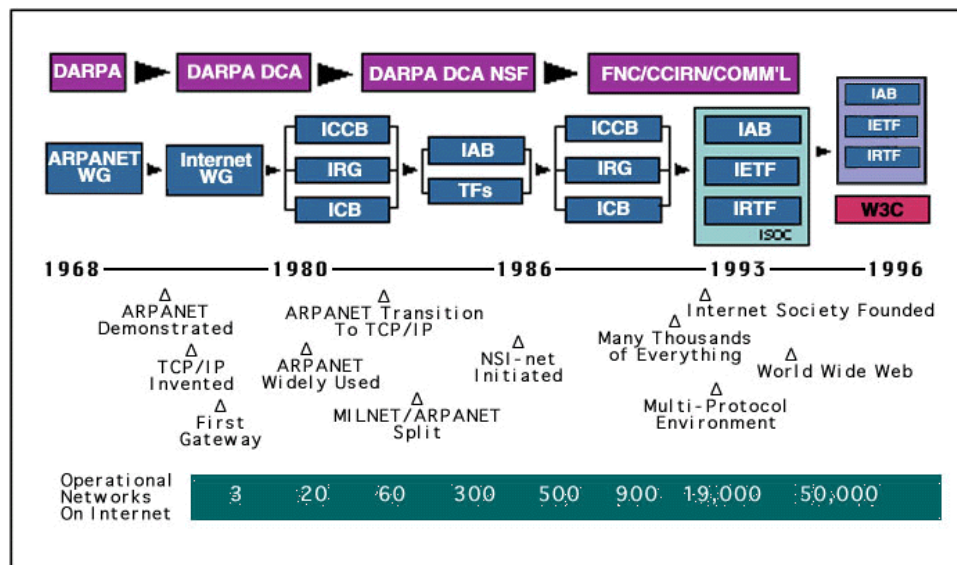 DARPA
DARPA DCA
DARPA DCA NSF
FNC/CCIRN/COMM'L
ARPANET
WG
Internet
WG
ICCB
IRG
ICB
IAB
TFs
ICCB
IRG
ICB
IAB
IETF
IRTF
ISOC
IAB
IETF
IRTF
W3C
1968
1980
1986
1993
1996
ARPANET
Demonstrated
TCP/IP
Invented
First
Gateway
ARPANET Transition
To TCP/IP
ARPANET
Widely Used
MILNET/ARPANET
Split
NSI-net
Initiated
Internet Society Founded
Many Thousands
of Everything
World Wide Web
Multi-Protocol
Environment
Operational
Networks
On Internet
3 20 60 300 500 900 19,000 50,000